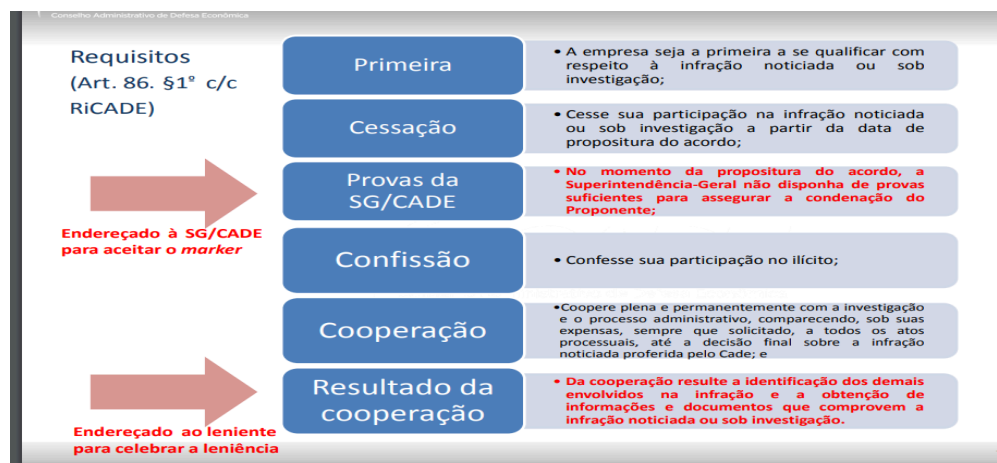 Conselho Administrativo de Defesa Econômica
Requisitos
(Art. 86. §1º c/c
RiCADE)
Primeira
• A empresa seja a primeira a se qualificar com
respeito à infração noticiada ou sob
investigação;
Cessação
• Cesse sua participação na infração noticiada
ou sob investigação a partir da data de
propositura do acordo;
Provas da
SG/CADE
• No momento da propositura do acordo, a
Superintendência-Geral não disponha de provas
suficientes para assegurar a condenação do
Proponente;
Endereçado à SG/CADE
para aceitar o marker
Confissão
• Confesse sua participação no ilícito;
Cooperação
•Coopere plena e permanentemente com a investigação
e o processo administrativo, comparecendo, sob suas
expensas, sempre que solicitado, a todos os atos
processuais, até a decisão final sobre a infração
noticiada proferida pelo Cade; e
Resultado da
cooperação
• Da cooperação resulte a identificação dos demais
envolvidos na infração e a obtenção de
informações e documentos que comprovem a
infração noticiada ou sob investigação.
Endereçado ao leniente
para celebrar a leniência